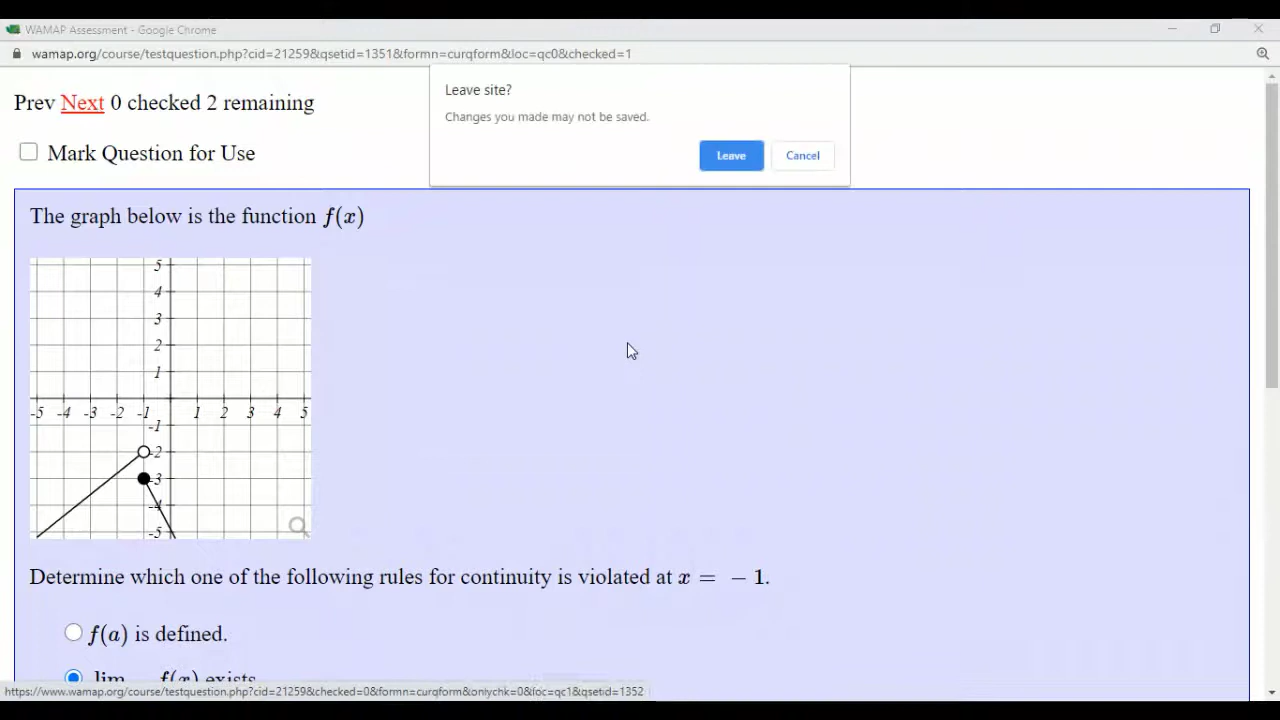 WAMAP Assessment - Google Chrome
wamap.org/course/testquestion.php?cid=21259&qsetid=1351&formn=curqform&loc=qc0&checked=1
Leave site?
Changes you made may not be saved.
Leave Cancel
Prev Next 0 checked 2 remaining
Mark Question for Use
The graph below is the function f(x)
5
4
3
2
1
-5 -4 -3 -2 -1 1 2 3 4 5
-1
-2
-3
-4
-5
Determine which one of the following rules for continuity is violated at x = − 1.
f(a) is defined.
lim f(x) exists
https://www.wamap.org/course/testquestion.php?cid=21259&checked=0&formn=curqform&onlychk=0&loc=qc1&qsetid=1352